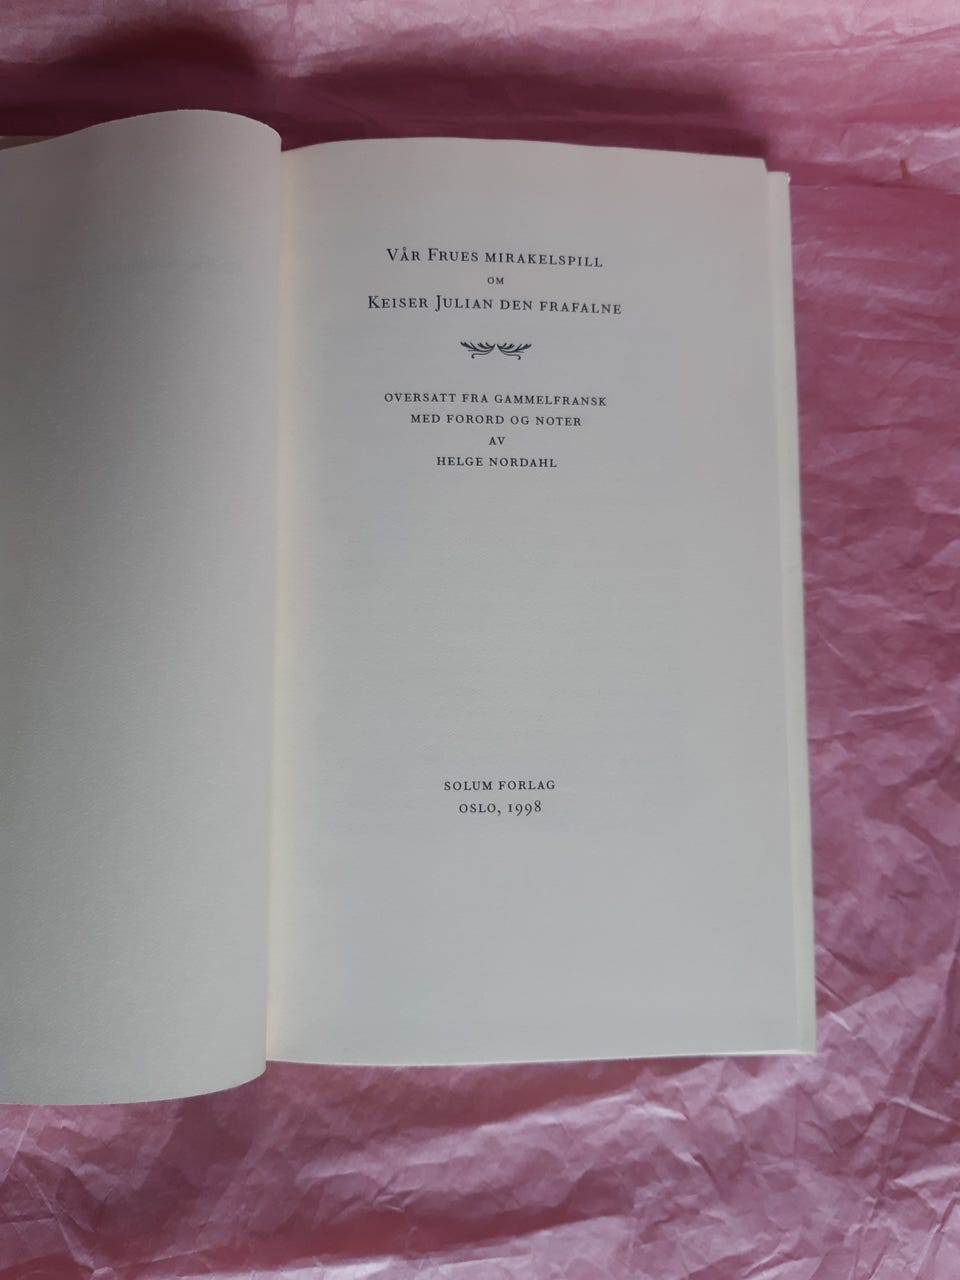 VÅR FRUES MIRAKELSPILL
OM
KEISER JULIAN DEN FRAFALNE
OVERSATT FRA GAMMELFRANSK
MED FORORD OG NOTER
AV
HELGE NORDAHL
SOLUM FORLAG
OSLO, 1998